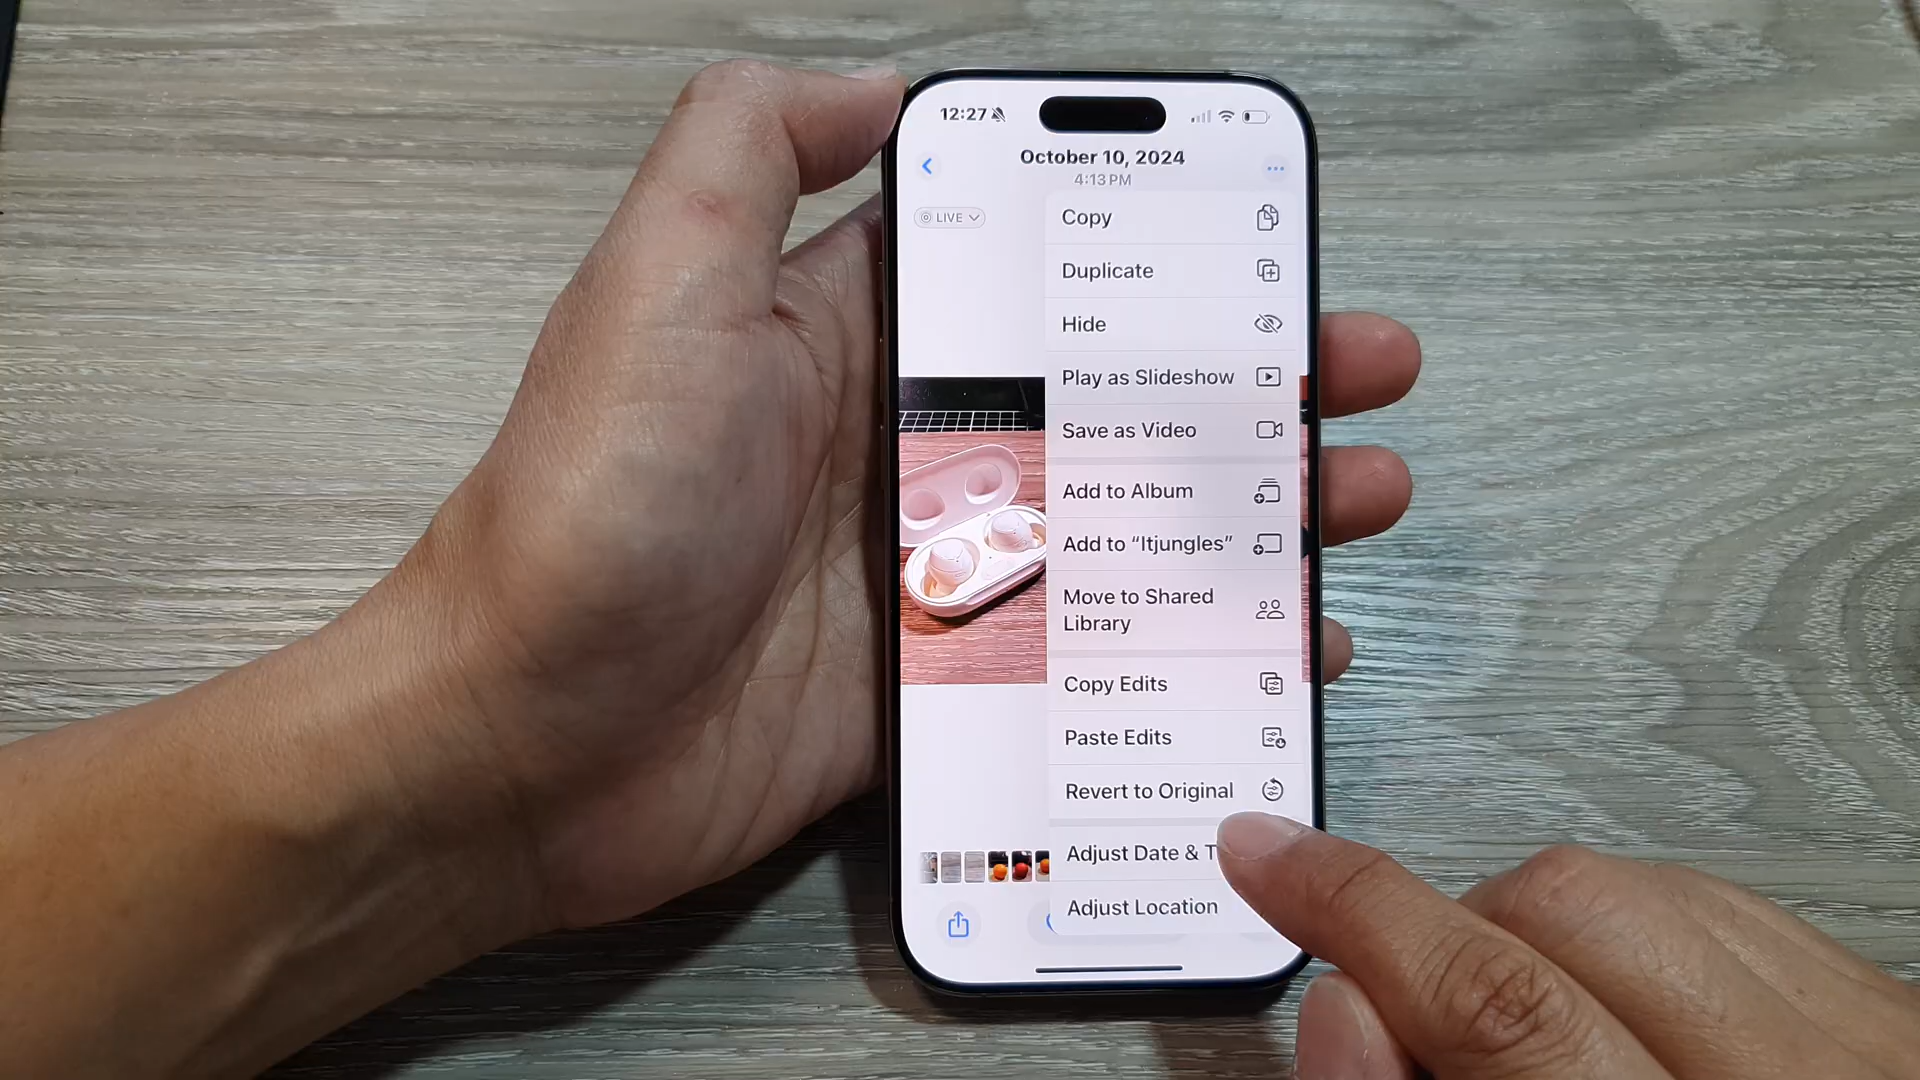 12:27
October 10, 2024
4:13 PM
LIVE
Copy
Duplicate
Hide
Play as Slideshow
Save as Video
Add to Album
Add to “Itjungles”
Move to Shared
Library
Copy Edits
Paste Edits
Revert to Original
Adjust Date &
Adjust Location